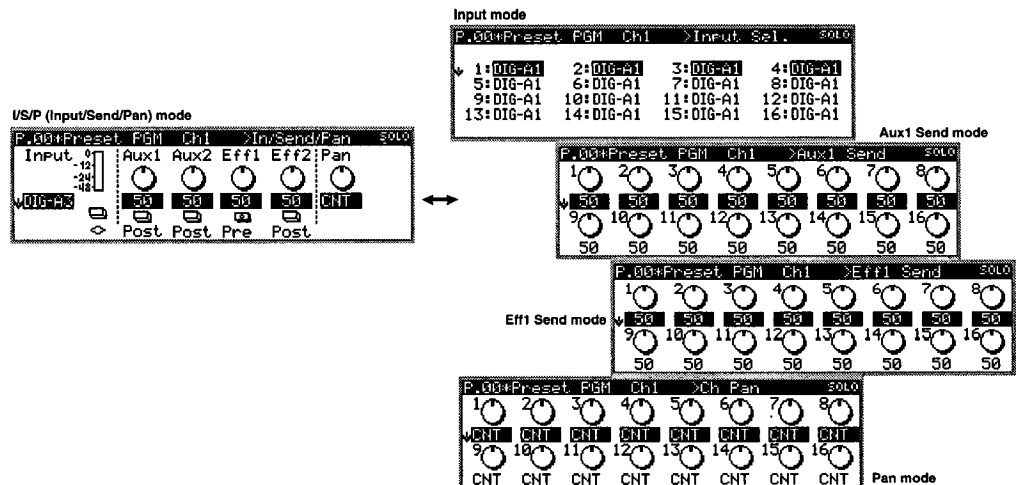 Input mode
P.00*Preset PGM Ch1 >Input Sel. SOLO
1:DIG-A1 2:DIG-A1 3:DIG-A1 4:DIG-A1
5:DIG-A1 6:DIG-A1 7:DIG-A1 8:DIG-A1
9:DIG-A1 10:DIG-A1 11:DIG-A1 12:DIG-A1
13:DIG-A1 14:DIG-A1 15:DIG-A1 16:DIG-A1
I/S/P (Input/Send/Pan) mode
P.00*Preset PGM Ch1 >In/Send/Pan SOLO
Input Aux1 Aux2 Eff1 Eff2 Pan
0
-12
-24
-48
DIG-A3 50 50 50 50 CNT
Post Post Pre Post
Aux1 Send mode
P.00*Preset PGM Ch1 >Aux1 Send SOLO
1 2 3 4 5 6 7 8
50 50 50 50 50 50 50 50
9 10 11 12 13 14 15 16
50 50 50 50 50 50 50 50
Eff1 Send mode
P.00*Preset PGM Ch1 >Eff1 Send SOLO
1 2 3 4 5 6 7 8
50 50 50 50 50 50 50 50
9 10 11 12 13 14 15 16
50 50 50 50 50 50 50 50
P.00*Preset PGM Ch1 >Ch Pan SOLO
1 2 3 4 5 6 7 8
CNT CNT CNT CNT CNT CNT CNT CNT
9 10 11 12 13 14 15 16
CNT CNT CNT CNT CNT CNT CNT CNT
Pan mode